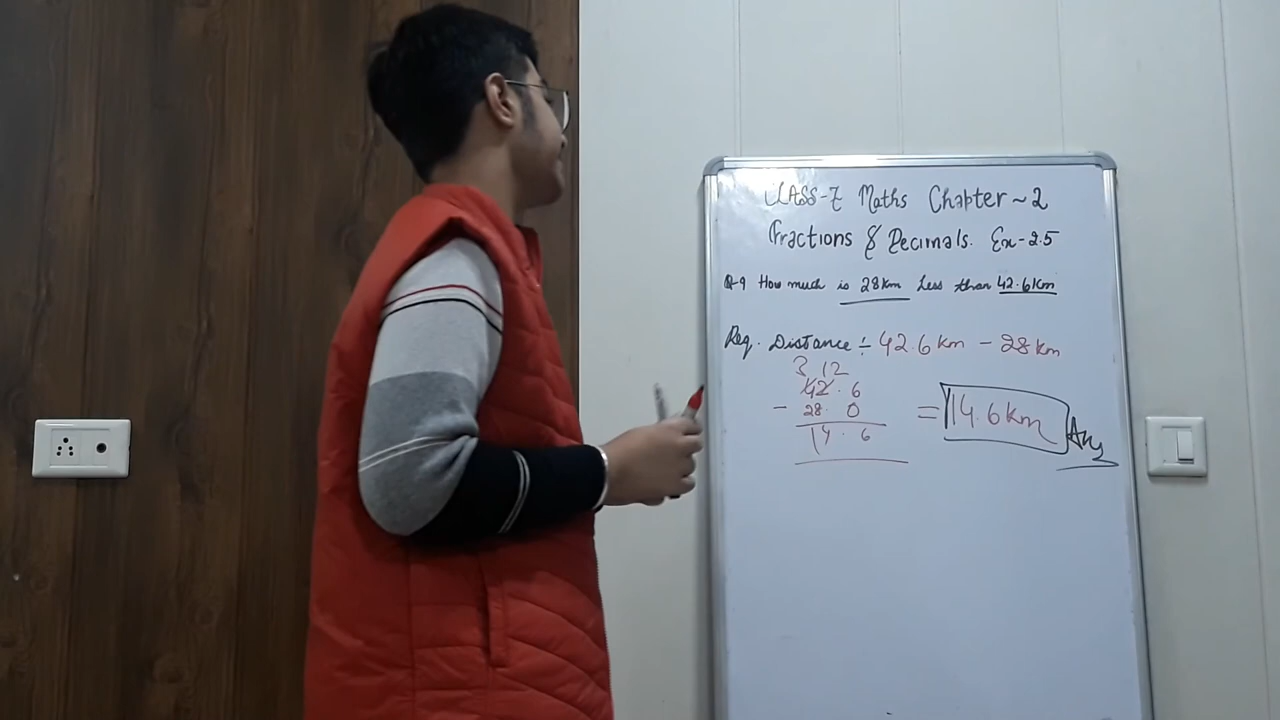 CLASS-7 Maths Chapter~2
Fractions & Decimals. Ex-2.5
Q-9 How much is 28km less than 42.6km
Req. Distance ÷ 42.6 km - 28 km
3 12
42.6
- 28.0
14.6
= 14.6 km Ans